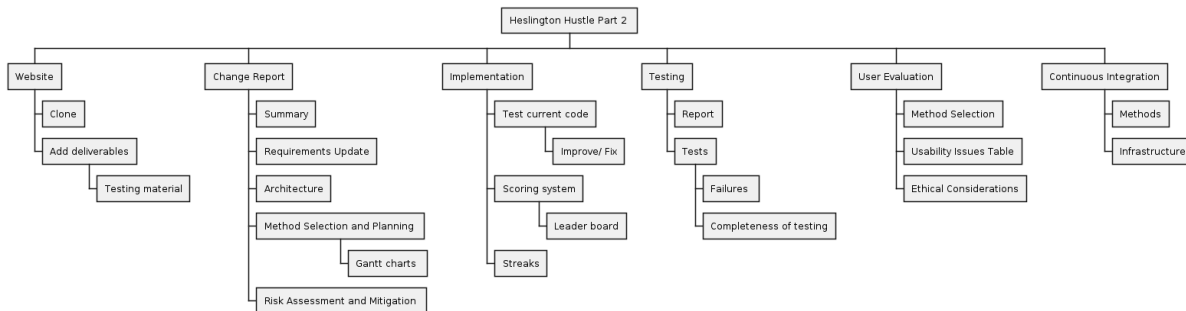 Heslington Hustle Part 2
Website
Clone
Add deliverables
Testing material
Change Report
Summary
Requirements Update
Architecture
Method Selection and Planning
Gantt charts
Risk Assessment and Mitigation
Implementation
Test current code
Improve/ Fix
Scoring system
Leader board
Streaks
Testing
Report
Tests
Failures
Completeness of testing
User Evaluation
Method Selection
Usability Issues Table
Ethical Considerations
Continuous Integration
Methods
Infrastructure